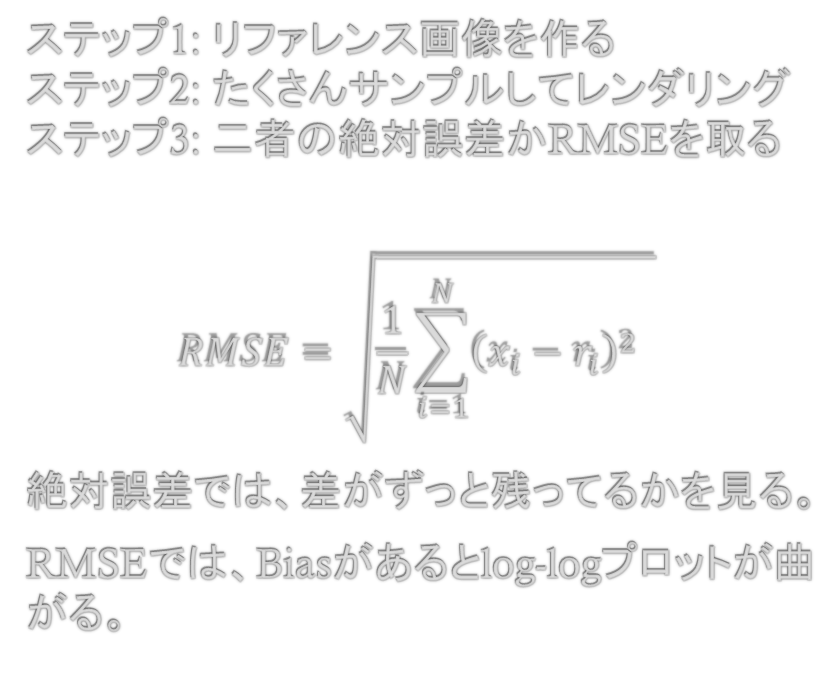 ステップ1: リファレンス画像を作る
ステップ2: たくさんサンプルしてレンダリング
ステップ3: 二者の絶対誤差かRMSEを取る
RMSE = √(1/N ∑_{i=1}^{N} (x_i − r_i)^2)
絶対誤差では、差がずっと残ってるかを見る。
RMSEでは、Biasがあるとlog-logプロットが曲
がる。